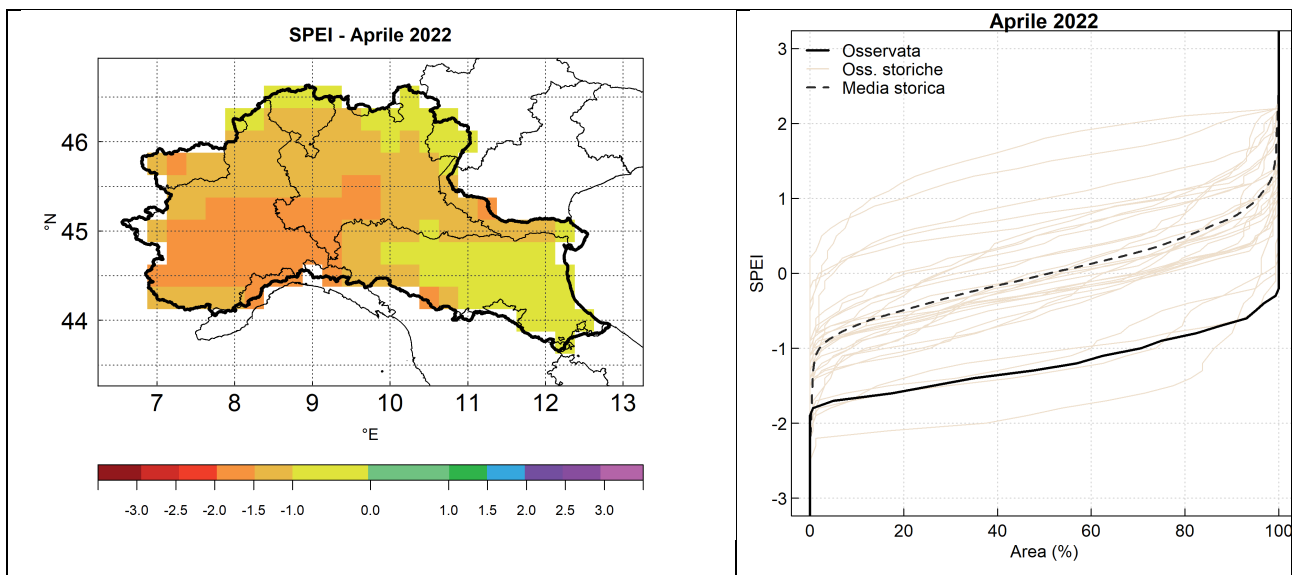 SPEI - Aprile 2022
°N
46
45
44
7 8 9 10 11 12 13
°E
-3.0 -2.5 -2.0 -1.5 -1.0 0.0 1.0 1.5 2.0 2.5 3.0
Aprile 2022
Osservata
Oss. storiche
Media storica
SPEI
3
2
1
0
-1
-2
-3
0 20 40 60 80 100
Area (%)